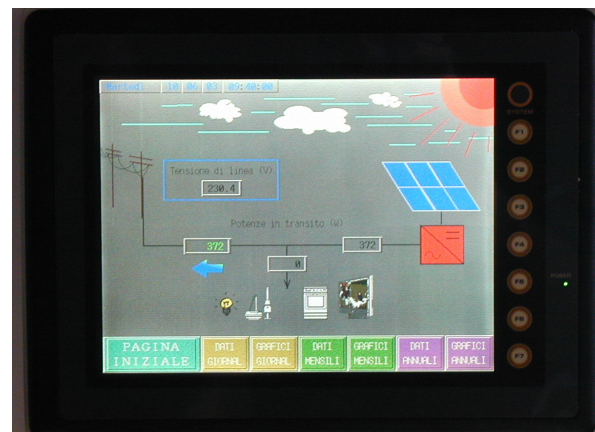 Martedì 10 06 03 09:40:00
SYSTEM
F1
Tensione di linea (V)
230.4
F2
F3
Potenze in transito (W)
372
372
F4
0
F5
POWER
F6
PAGINA INIZIALE
DATI GIORNAL
GRAFICI GIORNAL
DATI MENSILI
GRAFICI MENSILI
DATI ANNUALI
GRAFICI ANNUALI
F7